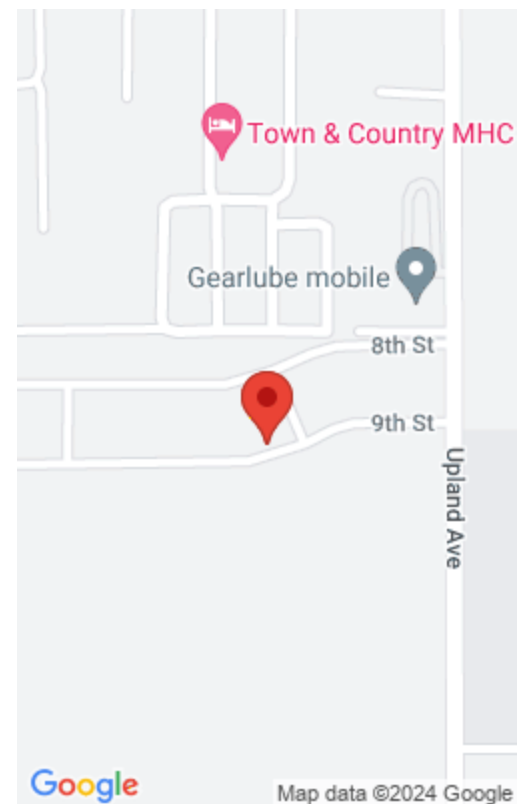 Town & Country MHC
Gearlube mobile
8th St
9th St
Upland Ave
Google
Map data ©2024 Google